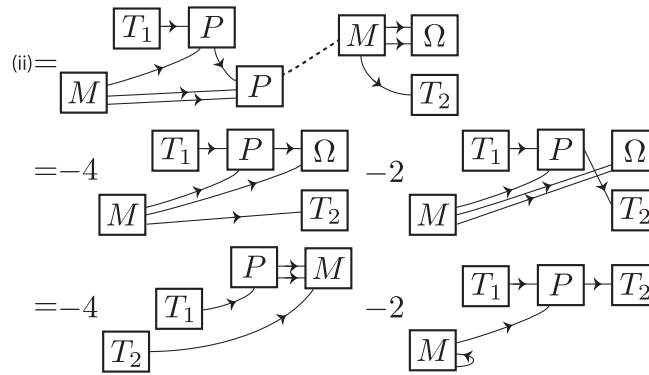 T₁ P M Ω
(ii) = M P T₂
= −4 T₁ P Ω −2 T₁ P Ω
M T₂ M T₂
= −4 P M −2 T₁ P T₂
T₁
T₂ M